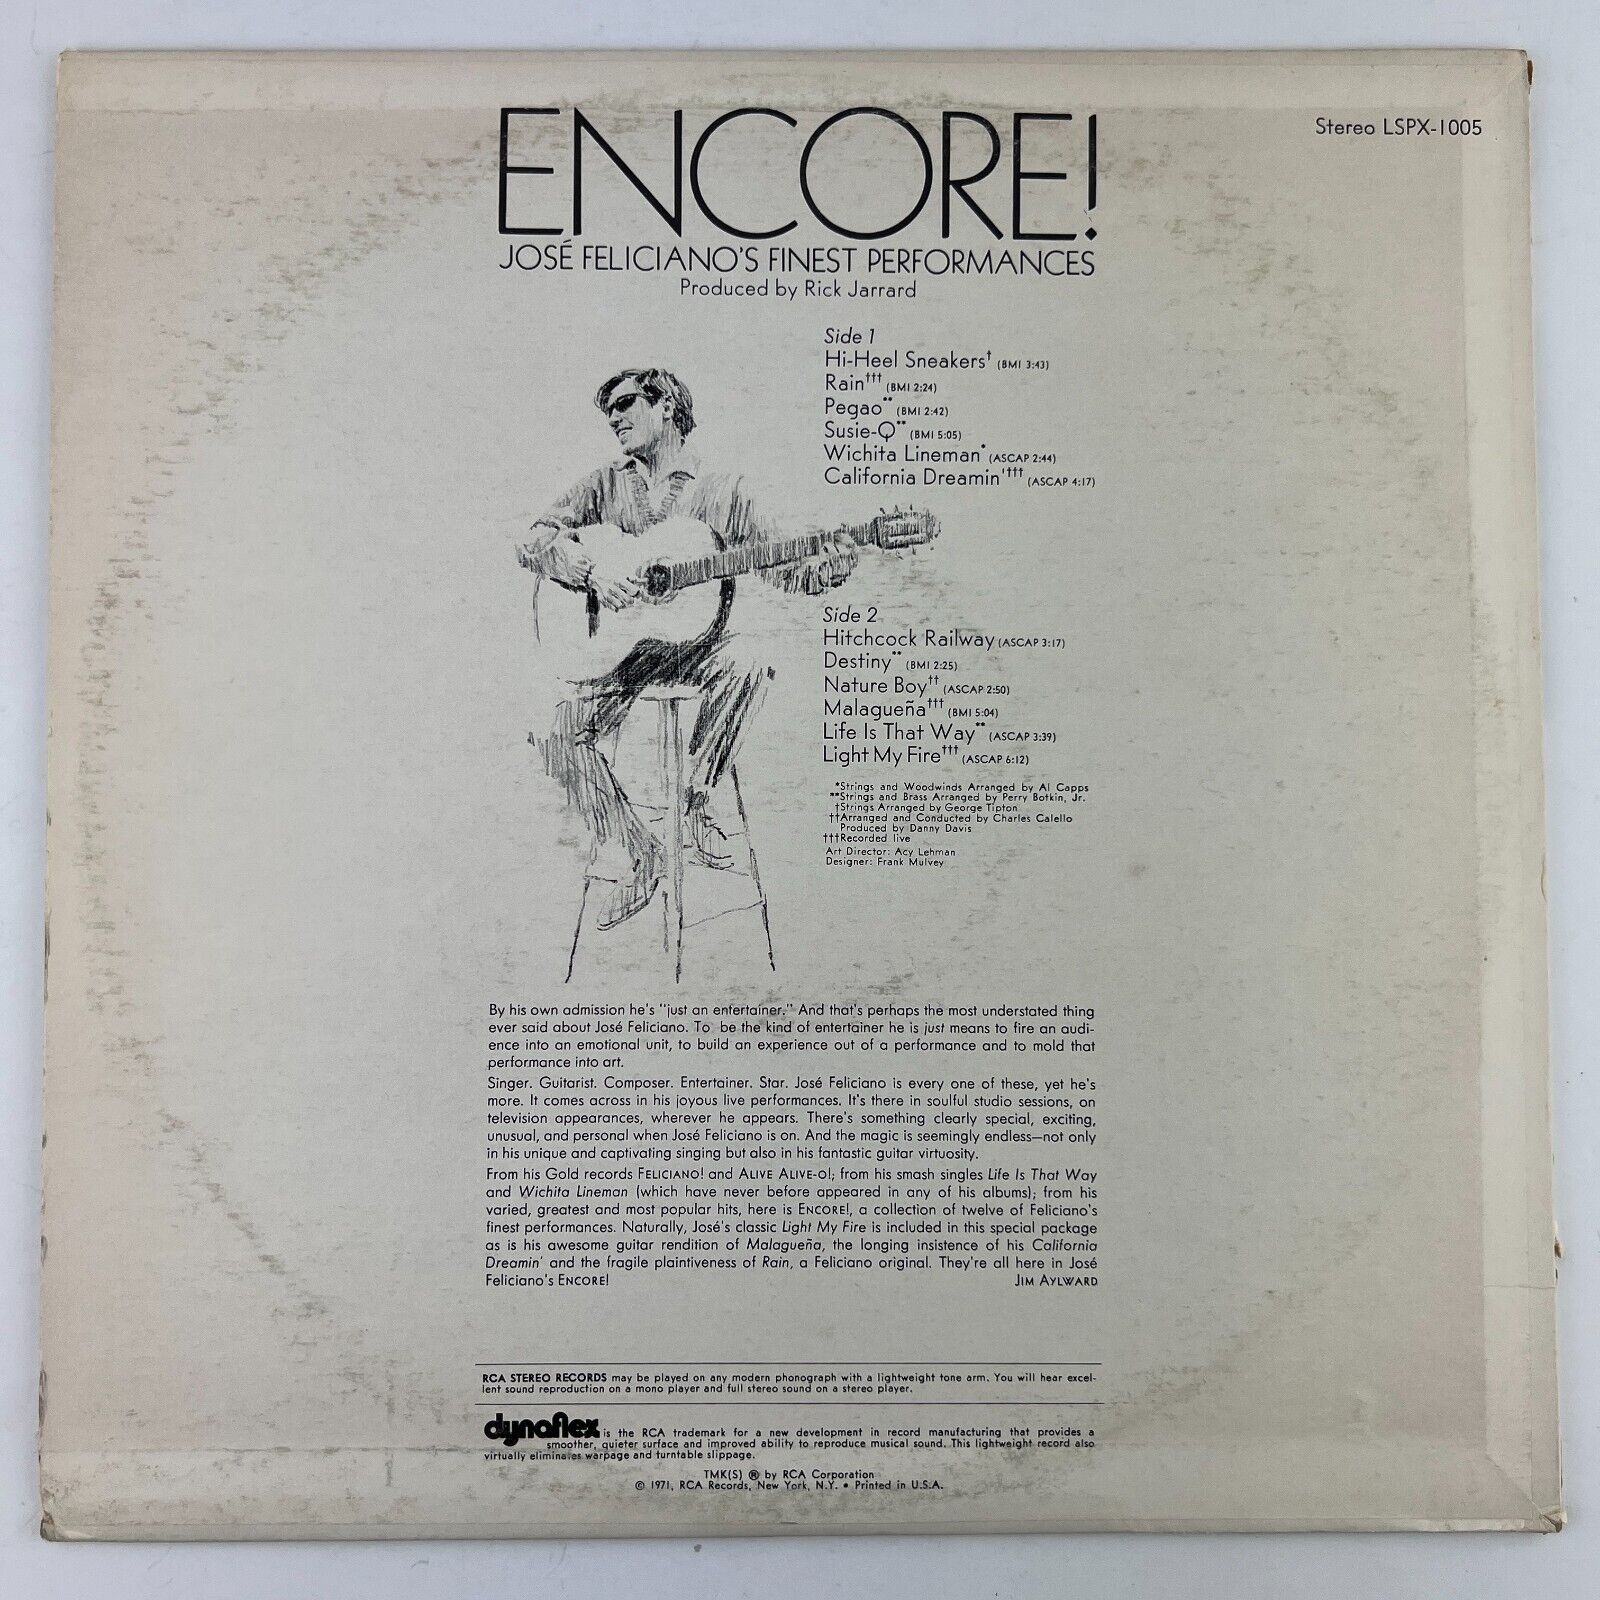 ENCORE!
Stereo LSPX-1005
JOSÉ FELICIANO'S FINEST PERFORMANCES
Produced by Rick Jarrard
Side 1
Hi-Heel Sneakers† (BMI 3:43)
Rain††† (BMI 2:24)
Pegao** (BMI 2:42)
Susie-Q** (BMI 5:05)
Wichita Lineman* (ASCAP 2:44)
California Dreamin'††† (ASCAP 4:17)
Side 2
Hitchcock Railway (ASCAP 3:17)
Destiny** (BMI 2:25)
Nature Boy†† (ASCAP 2:50)
Malagueña††† (BMI 5:04)
Life Is That Way** (ASCAP 3:39)
Light My Fire††† (ASCAP 6:12)
*Strings and Woodwinds Arranged by Al Capps
**Strings and Brass Arranged by Perry Botkin, Jr.
†Strings Arranged by George Tipton
††Arranged and Conducted by Charles Calello
Produced by Danny Davis
†††Recorded live
Art Director: Acy Lehman
Designer: Frank Mulvey
By his own admission he's "just an entertainer." And that's perhaps the most understated thing
ever said about José Feliciano. To be the kind of entertainer he is just means to fire an audi-
ence into an emotional unit, to build an experience out of a performance and to mold that
performance into art.
Singer. Guitarist. Composer. Entertainer. Star. José Feliciano is every one of these, yet he's
more. It comes across in his joyous live performances. It's there in soulful studio sessions, on
television appearances, wherever he appears. There's something clearly special, exciting,
unusual, and personal when José Feliciano is on. And the magic is seemingly endless—not only
in his unique and captivating singing but also in his fantastic guitar virtuosity.
From his Gold records FELICIANO! and ALIVE ALIVE-O!; from his smash singles Life Is That Way
and Wichita Lineman (which have never before appeared in any of his albums); from his
varied, greatest and most popular hits, here is ENCORE!, a collection of twelve of Feliciano's
finest performances. Naturally, José's classic Light My Fire is included in this special package
as is his awesome guitar rendition of Malagueña, the longing insistence of his California
Dreamin' and the fragile plaintiveness of Rain, a Feliciano original. They're all here in José
Feliciano's ENCORE! JIM AYLWARD
RCA STEREO RECORDS may be played on any modern phonograph with a lightweight tone arm. You will hear excel-
lent sound reproduction on a mono player and full stereo sound on a stereo player.
dynaflex is the RCA trademark for a new development in record manufacturing that provides a
smoother, quieter surface and improved ability to reproduce musical sound. This lightweight record also
virtually eliminates warpage and turntable slippage.
TMK(S) ® by RCA Corporation
© 1971, RCA Records, New York, N.Y. • Printed in U.S.A.